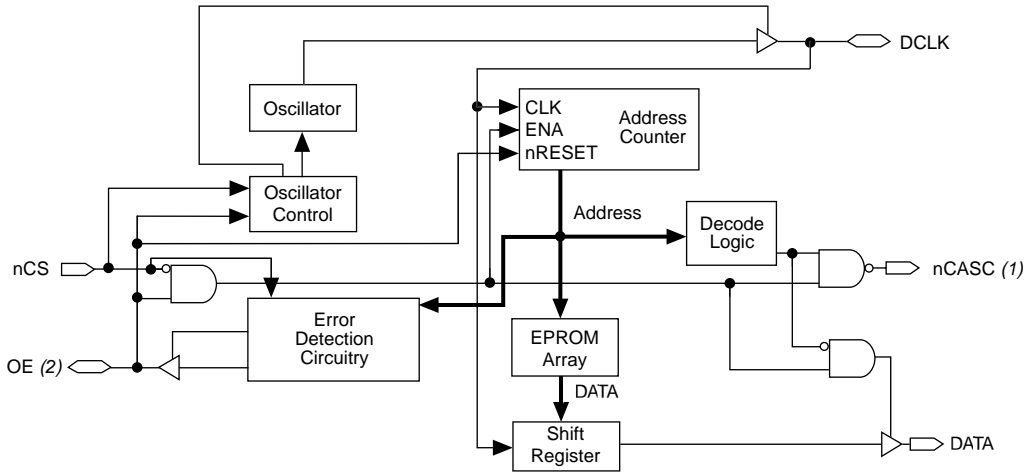 DCLK
Oscillator
CLK
ENA
nRESET
Address
Counter
Oscillator
Control
Address
Decode
Logic
nCS
nCASC (1)
Error
Detection
Circuitry
EPROM
Array
OE (2)
DATA
Shift
Register
DATA